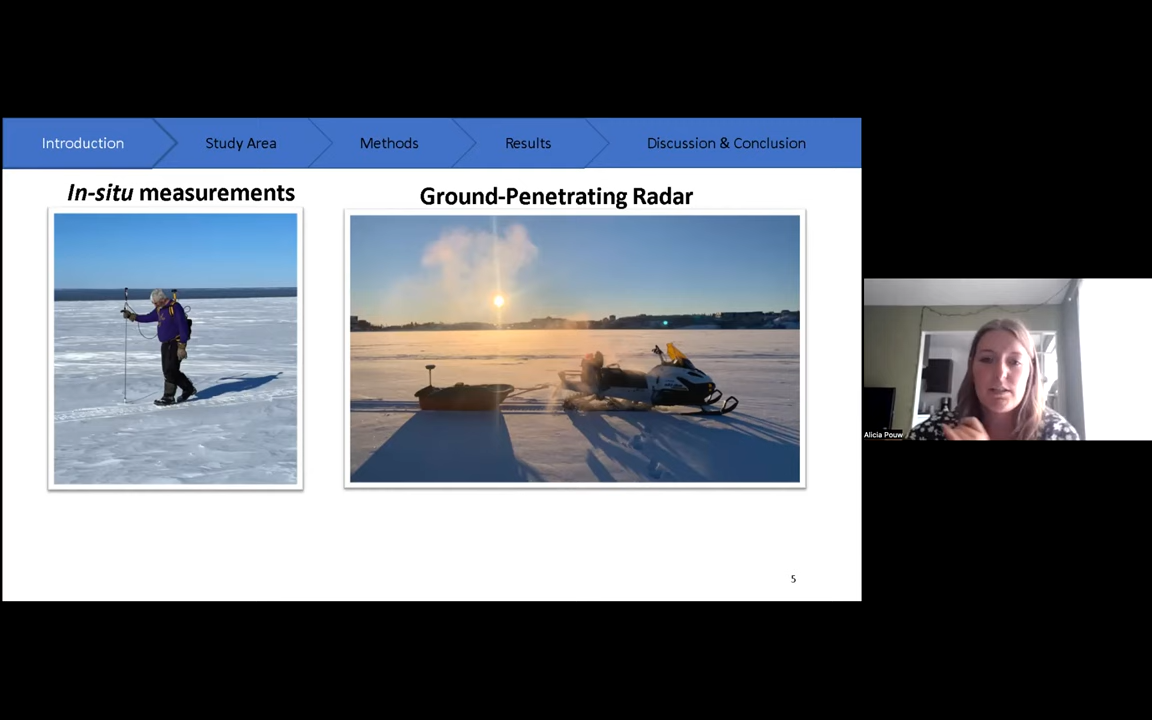 Introduction
Study Area
Methods
Results
Discussion & Conclusion
In-situ measurements
Ground-Penetrating Radar
Alicia Pouw
5